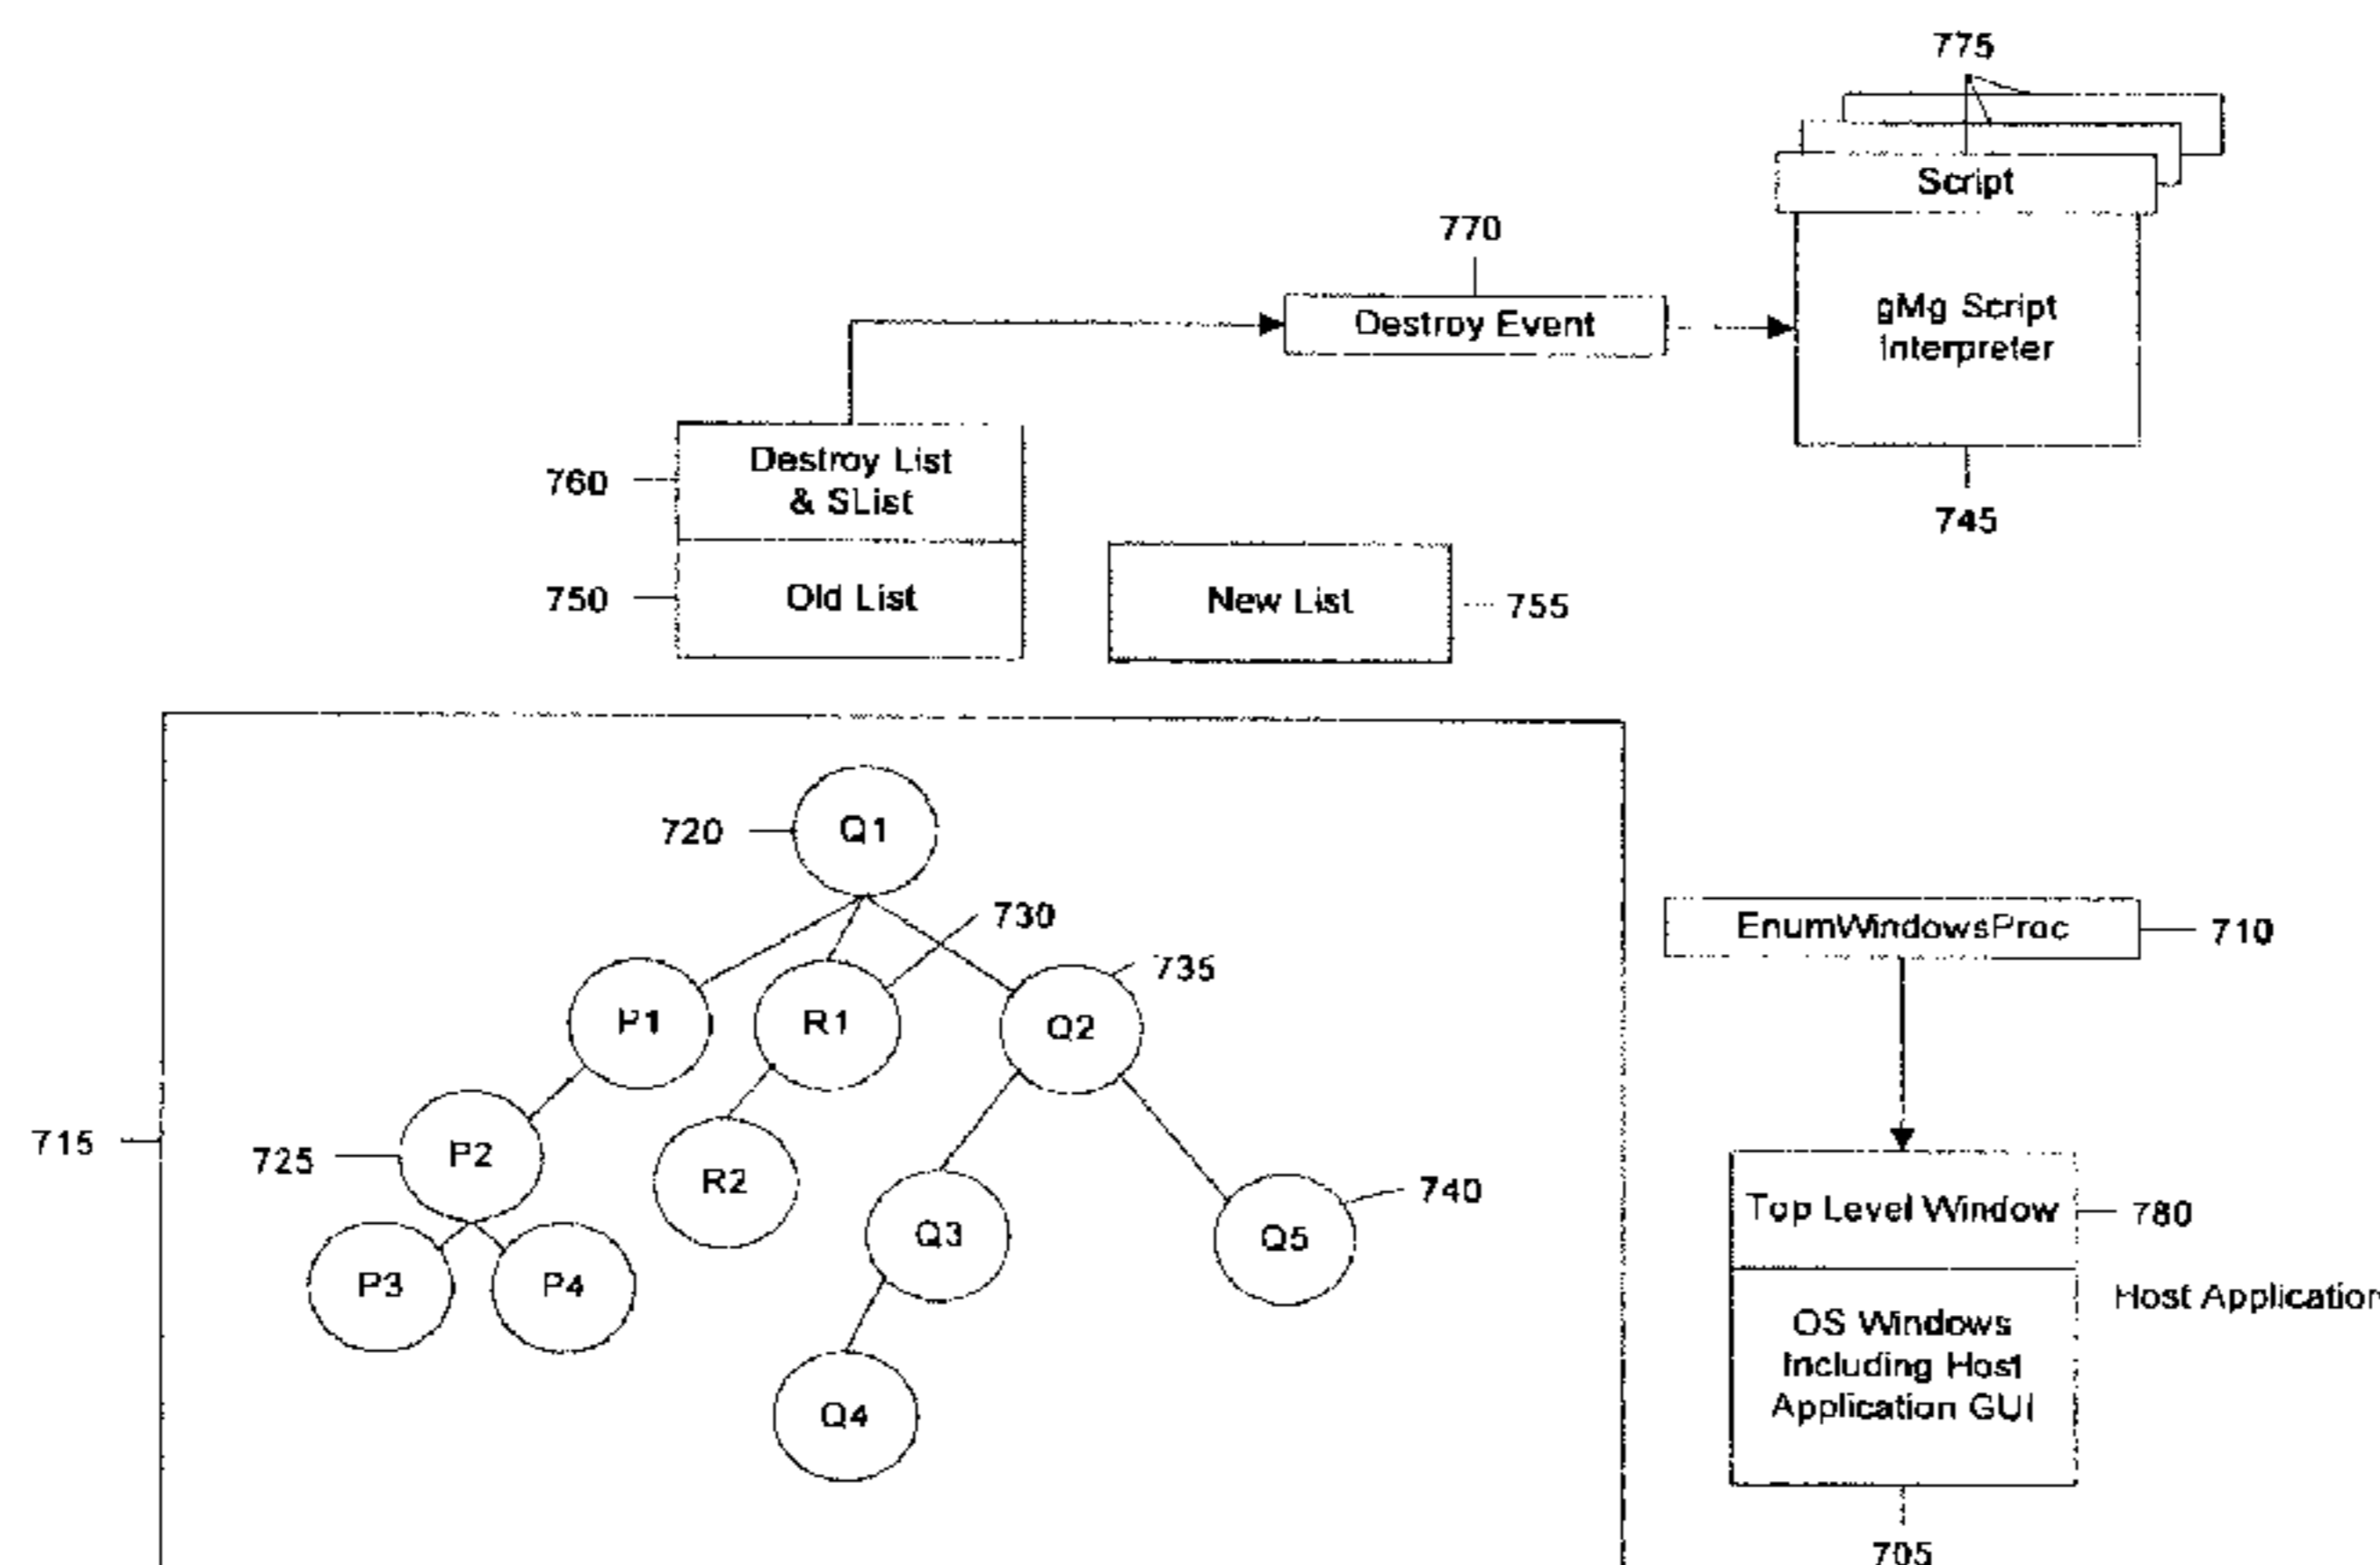 775
Script
770
Destroy Event
gMg Script
Interpreter
745
760
Destroy List
& SList
750
Old List
New List
755
720
Q1
730
735
P1
R1
Q2
EnumWindowsProc
710
715
725
P2
R2
Q3
Q5
740
P3
P4
Q4
Top Level Window
780
Host Application
OS Windows
Including Host
Application GUI
705